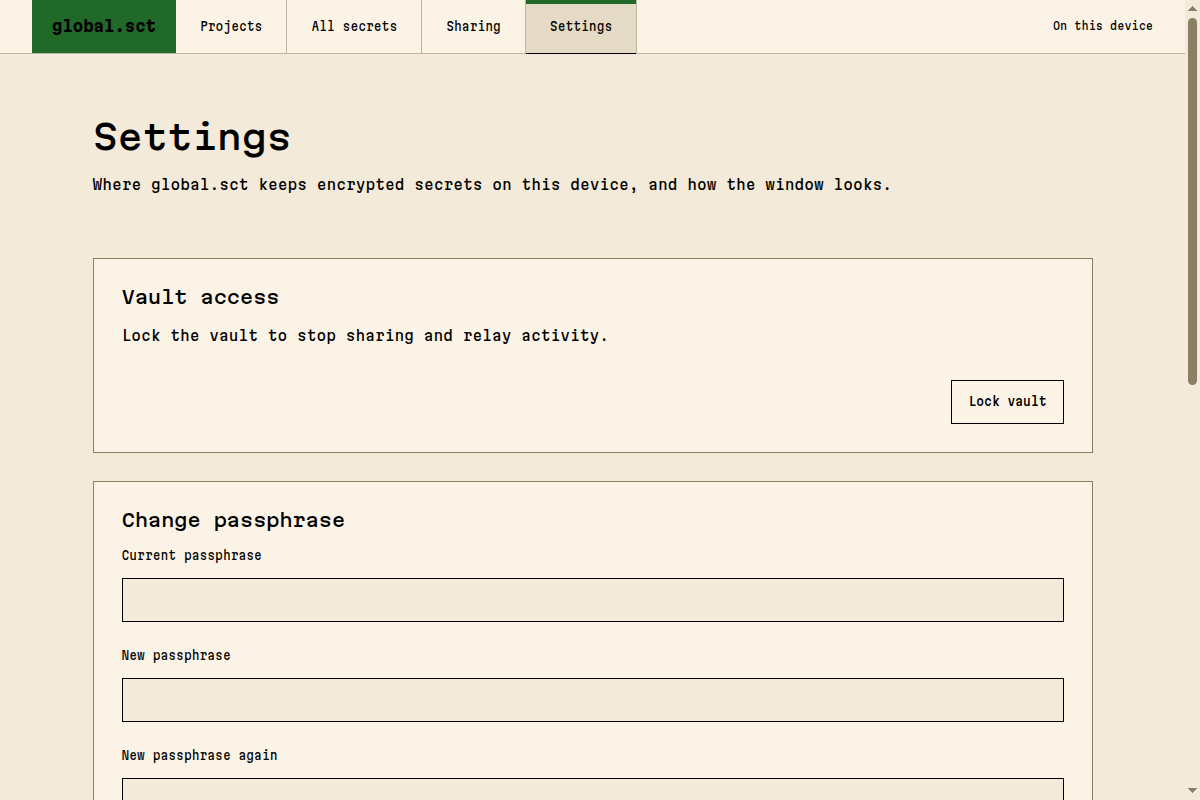 global.sct
Projects
All secrets
Sharing
Settings
On this device
Settings
Where global.sct keeps encrypted secrets on this device, and how the window looks.
Vault access
Lock the vault to stop sharing and relay activity.
Lock vault
Change passphrase
Current passphrase
New passphrase
New passphrase again